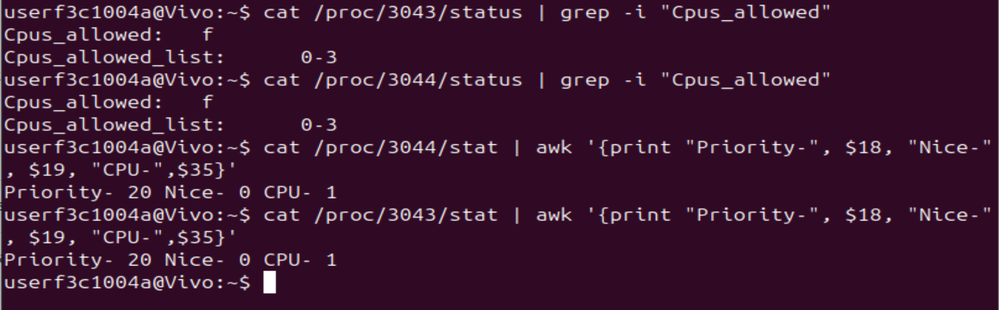 userf3c1004a@Vivo:~$ cat /proc/3043/status | grep -i "Cpus_allowed"
Cpus_allowed:   f
Cpus_allowed_list:      0-3
userf3c1004a@Vivo:~$ cat /proc/3044/status | grep -i "Cpus_allowed"
Cpus_allowed:   f
Cpus_allowed_list:      0-3
userf3c1004a@Vivo:~$ cat /proc/3044/stat | awk '{print "Priority-", $18, "Nice-"
, $19, "CPU-",$35}'
Priority- 20 Nice- 0 CPU- 1
userf3c1004a@Vivo:~$ cat /proc/3043/stat | awk '{print "Priority-", $18, "Nice-"
, $19, "CPU-",$35}'
Priority- 20 Nice- 0 CPU- 1
userf3c1004a@Vivo:~$